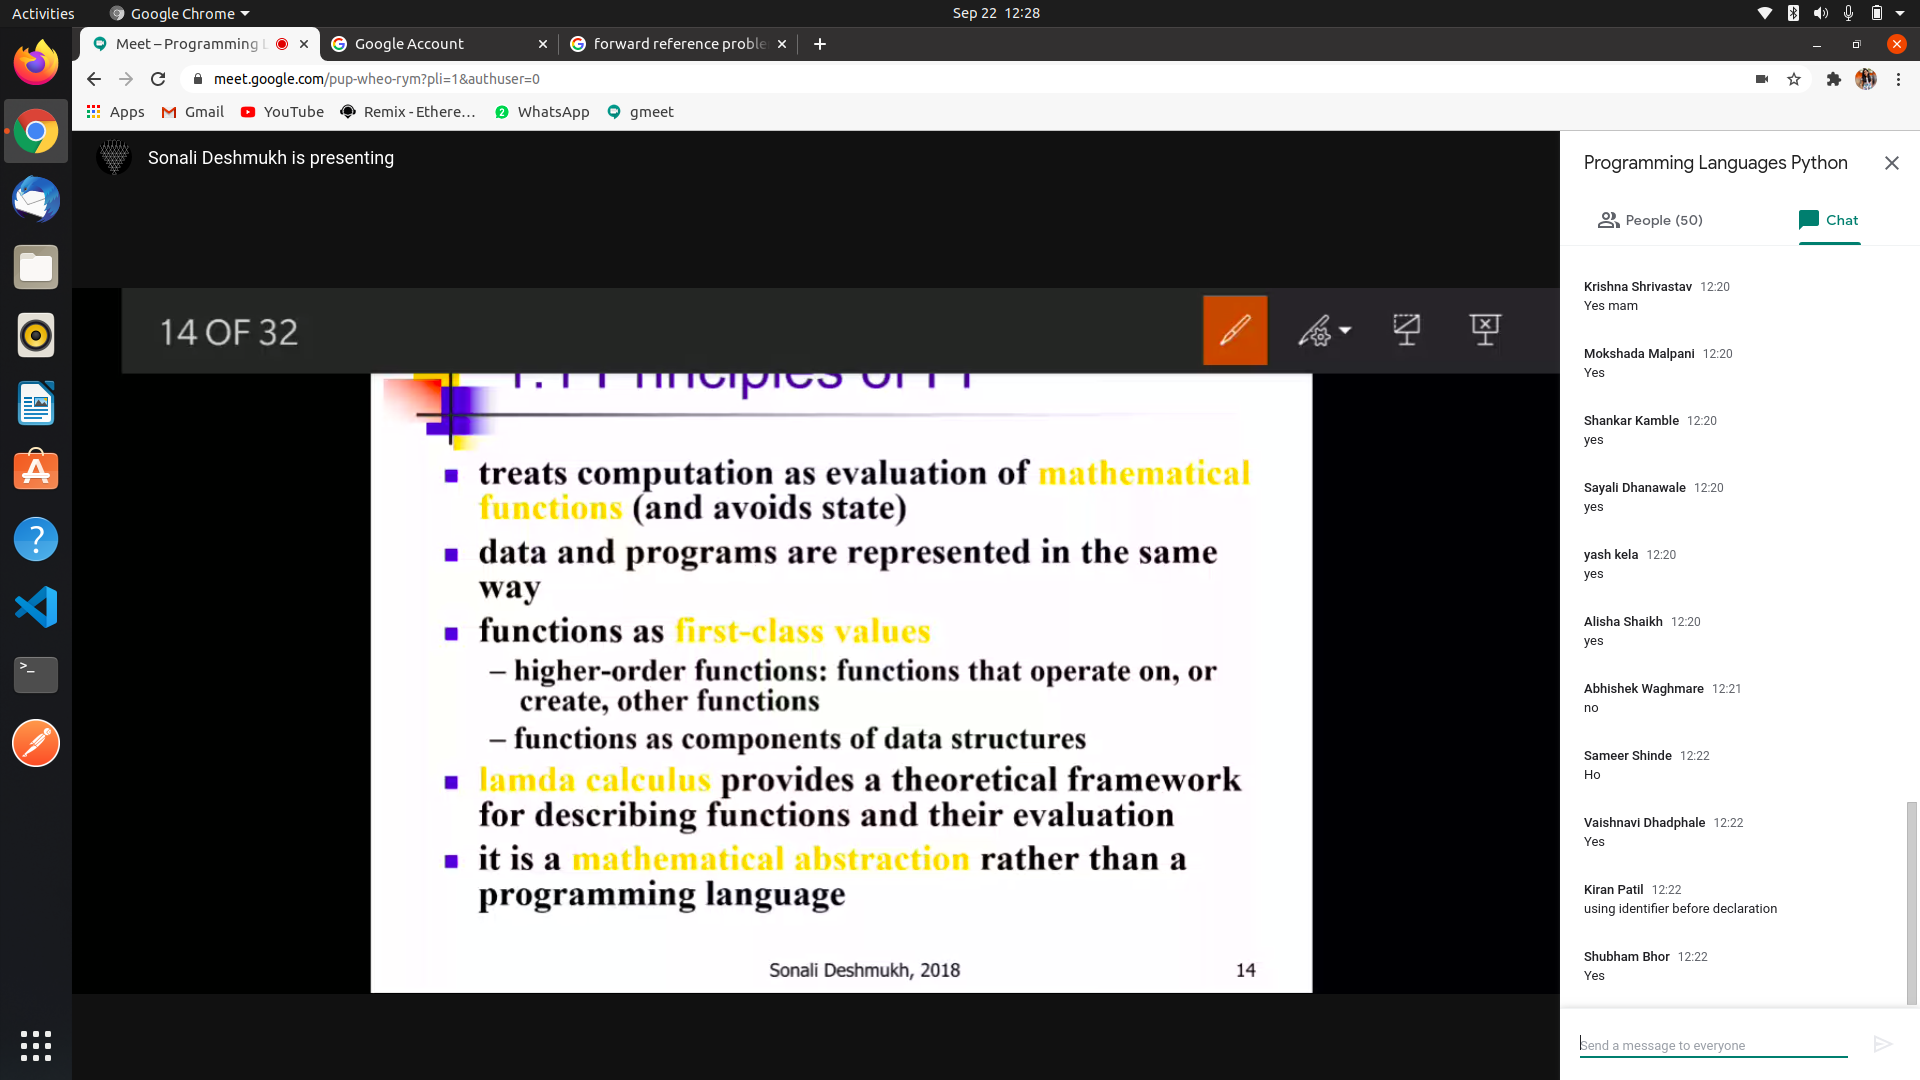 Activities
Google Chrome
Sep 22 12:28
Meet – Programming L
Google Account
forward reference proble
meet.google.com/pup-wheo-rym?pli=1&authuser=0
Apps
Gmail
YouTube
Remix - Ethere...
2
WhatsApp
gmeet
Sonali Deshmukh is presenting
14 OF 32
treats computation as evaluation of mathematical
functions (and avoids state)
data and programs are represented in the same
way
functions as first-class values
– higher-order functions: functions that operate on, or
create, other functions
– functions as components of data structures
lamda calculus provides a theoretical framework
for describing functions and their evaluation
it is a mathematical abstraction rather than a
programming language
Sonali Deshmukh, 2018
14
Programming Languages Python
People (50)
Chat
Krishna Shrivastav 12:20
Yes mam
Mokshada Malpani 12:20
Yes
Shankar Kamble 12:20
yes
Sayali Dhanawale 12:20
yes
yash kela 12:20
yes
Alisha Shaikh 12:20
yes
Abhishek Waghmare 12:21
no
Sameer Shinde 12:22
Ho
Vaishnavi Dhadphale 12:22
Yes
Kiran Patil 12:22
using identifier before declaration
Shubham Bhor 12:22
Yes
Send a message to everyone